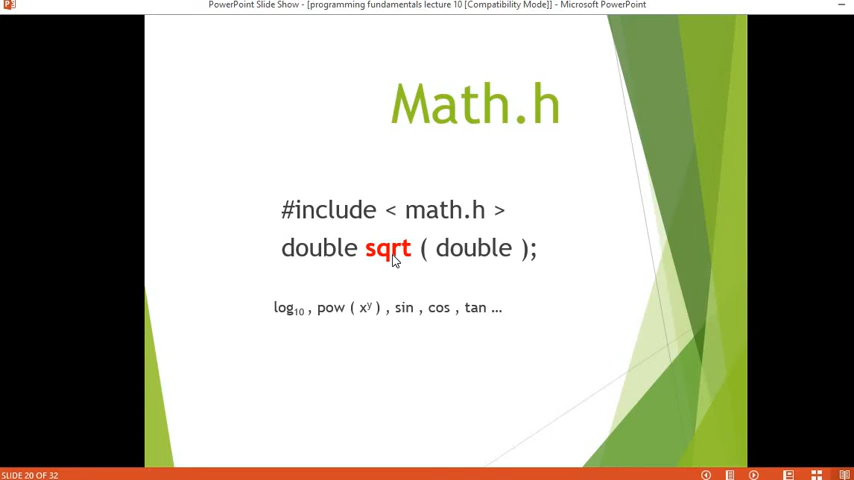 PowerPoint Slide Show - [programming fundamentals lecture 10 [Compatibility Mode]] - Microsoft PowerPoint
Math.h
#include < math.h >
double sqrt ( double );
log₁₀ , pow ( xʸ ) , sin , cos , tan ...
SLIDE 20 OF 32